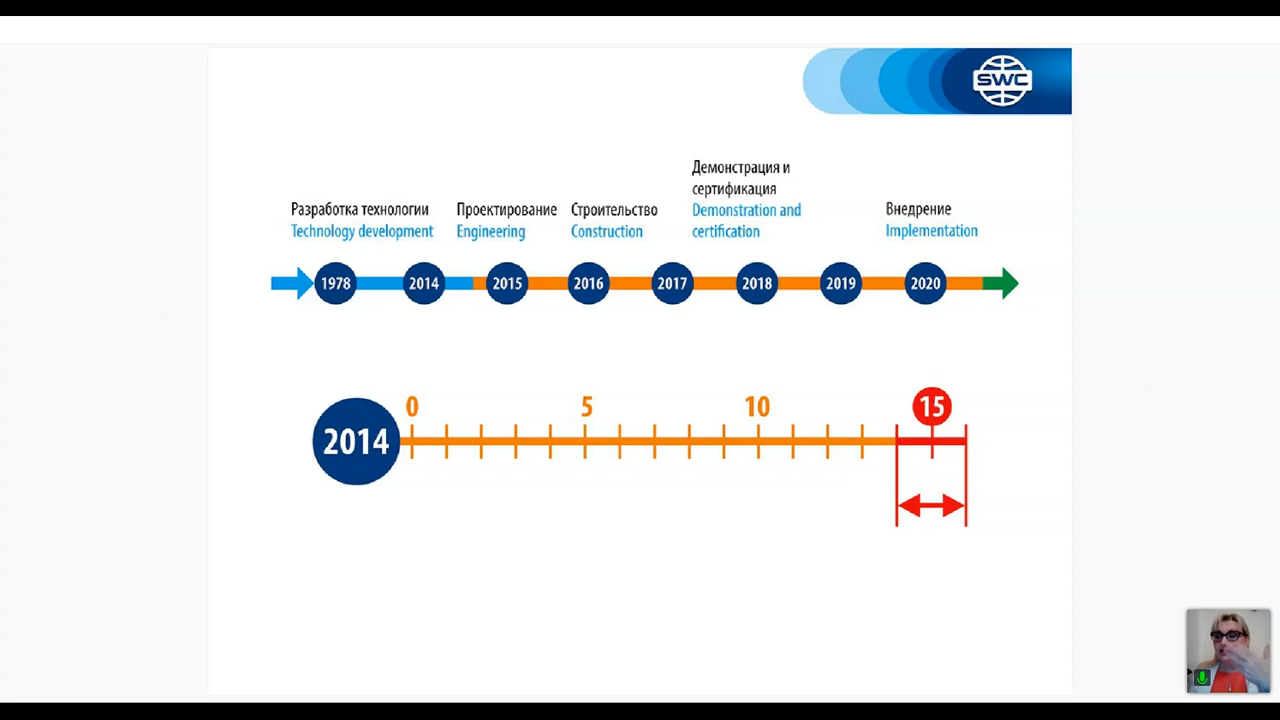 SWC
Демонстрация и
сертификация
Demonstration and
certification
Разработка технологии
Technology development
Проектирование
Engineering
Строительство
Construction
Внедрение
Implementation
1978 2014 2015 2016 2017 2018 2019 2020
0 5 10 15
2014